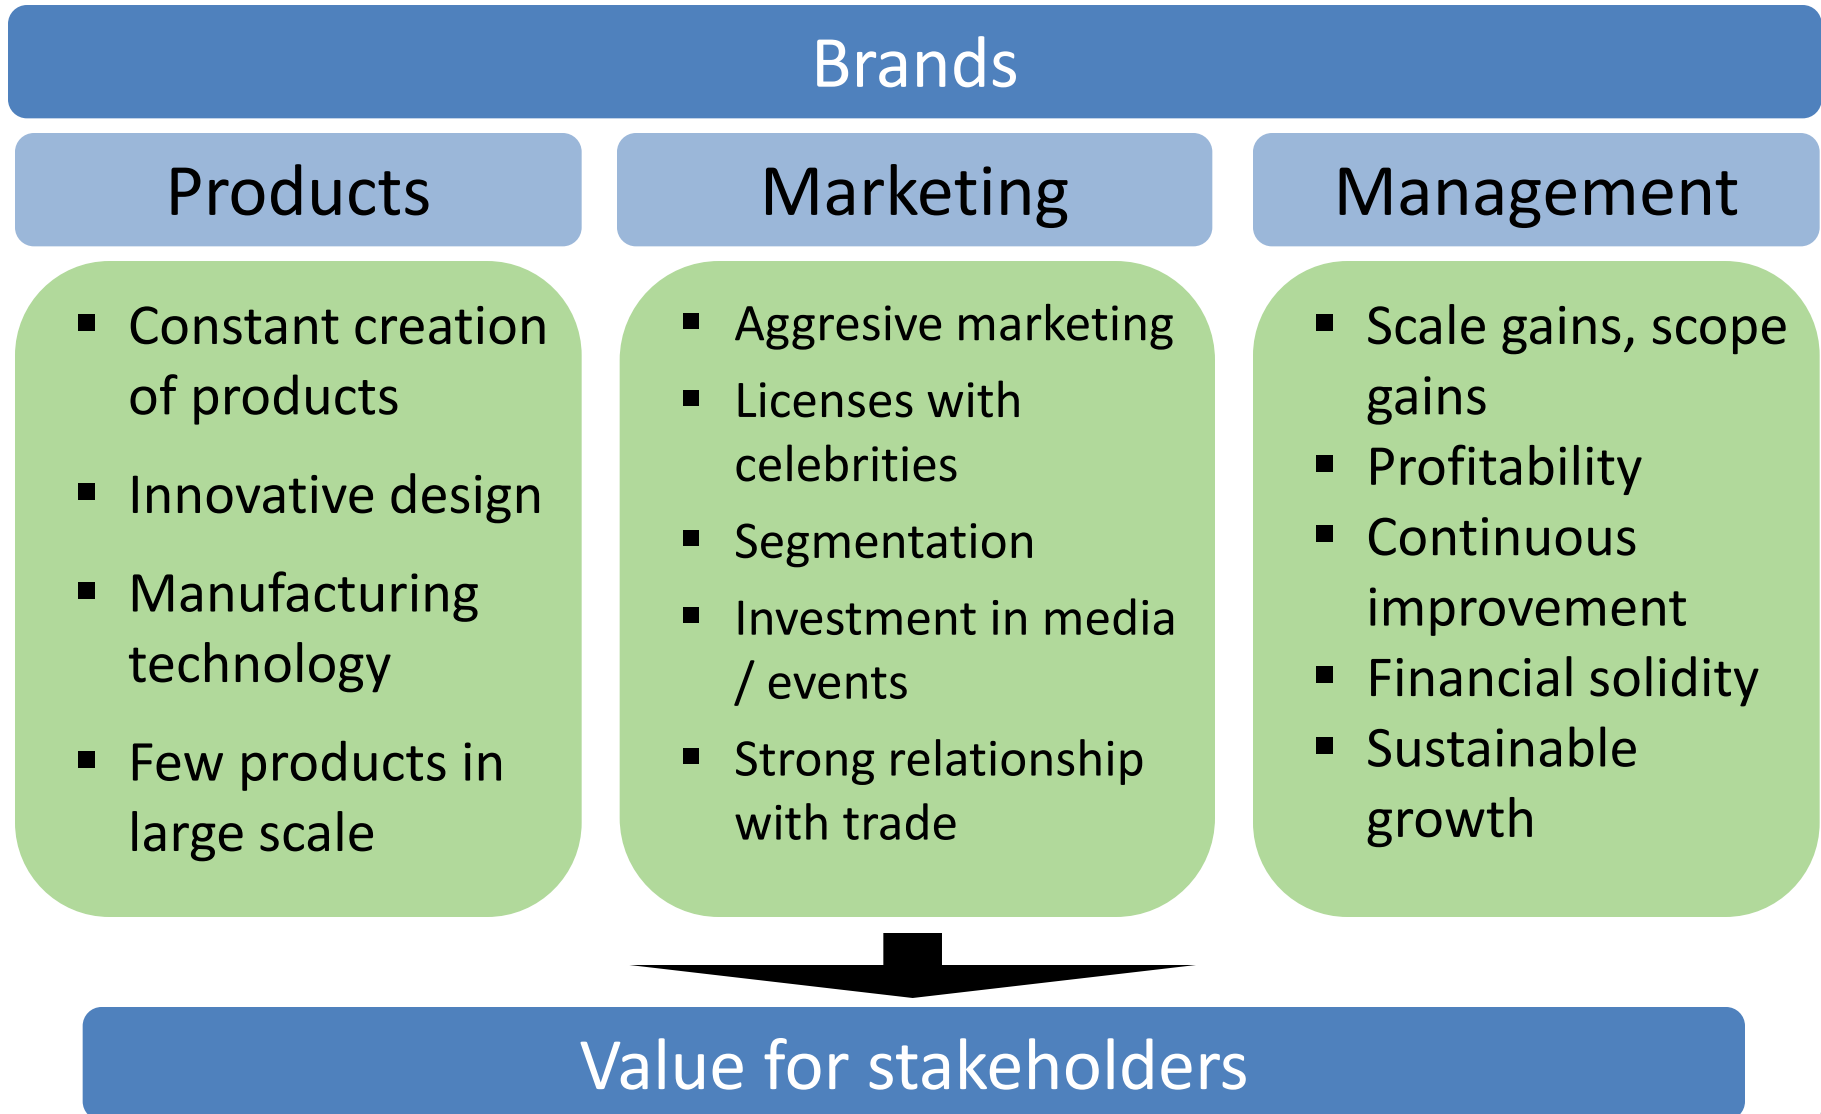 Brands
Products
Marketing
Management
▪ Constant creation
of products
▪ Innovative design
▪ Manufacturing
technology
▪ Few products in
large scale
▪ Aggresive marketing
▪ Licenses with
celebrities
▪ Segmentation
▪ Investment in media
/ events
▪ Strong relationship
with trade
▪ Scale gains, scope
gains
▪ Profitability
▪ Continuous
improvement
▪ Financial solidity
▪ Sustainable
growth
Value for stakeholders